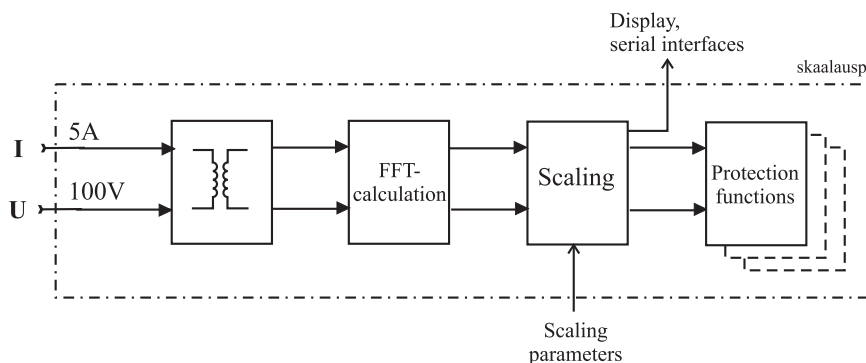 Display,
serial interfaces
skaalausp
I
5A
U
100V
FFT-
calculation
Scaling
Protection
functions
Scaling
parameters